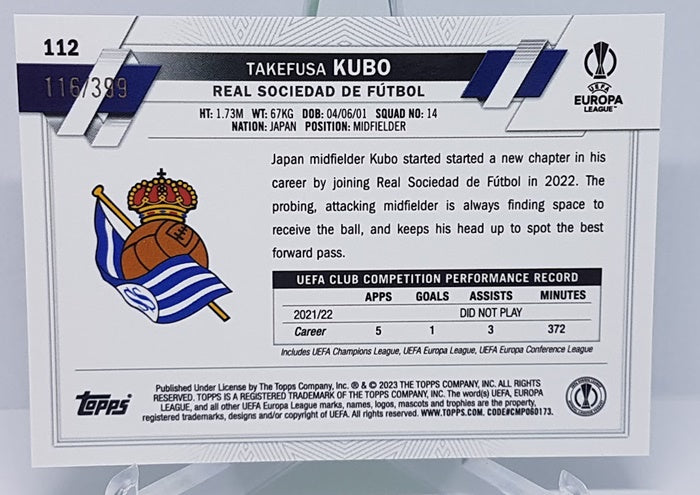 112
116/399
TAKEFUSA KUBO
REAL SOCIEDAD DE FÚTBOL
HT: 1.73M WT: 67KG DOB: 04/06/01 SQUAD NO: 14
NATION: JAPAN POSITION: MIDFIELDER
UEFA
EUROPA
LEAGUE™
Japan midfielder Kubo started started a new chapter in his
career by joining Real Sociedad de Fútbol in 2022. The
probing, attacking midfielder is always finding space to
receive the ball, and keeps his head up to spot the best
forward pass.
UEFA CLUB COMPETITION PERFORMANCE RECORD
APPS GOALS ASSISTS MINUTES
2021/22 DID NOT PLAY
Career 5 1 3 372
Includes UEFA Champions League, UEFA Europa League, UEFA Europa Conference League
topps
Published Under License by The Topps Company, Inc. ® & © 2023 THE TOPPS COMPANY, INC. ALL RIGHTS
RESERVED. TOPPS IS A REGISTERED TRADEMARK OF THE TOPPS COMPANY, INC. The word(s) UEFA, EUROPA
LEAGUE, and all other UEFA Europa League marks, names, logos, mascots and trophies are the property,
registered trademarks, designs and/or copyright of UEFA. All rights reserved. WWW.TOPPS.COM. CODE#CMP060173.